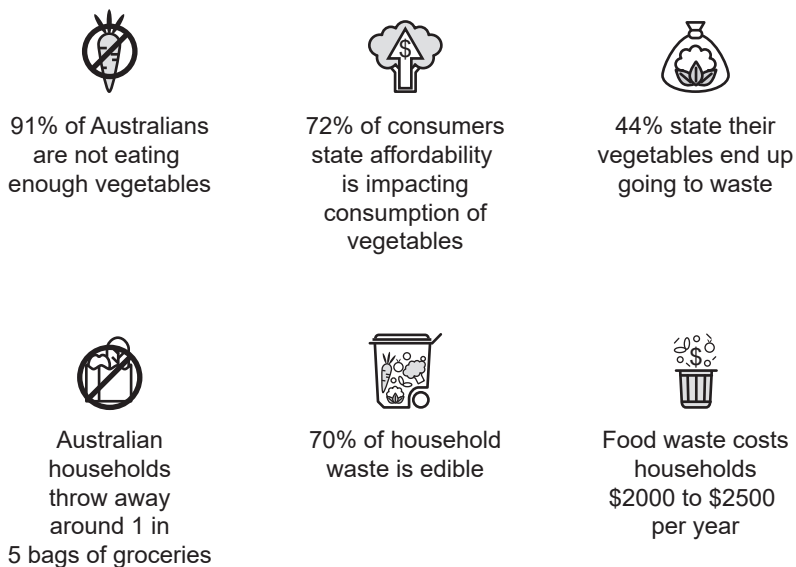 $
91% of Australians
are not eating
enough vegetables
72% of consumers
state affordability
is impacting
consumption of
vegetables
44% state their
vegetables end up
going to waste
$
Australian
households
throw away
around 1 in
5 bags of groceries
70% of household
waste is edible
Food waste costs
households
$2000 to $2500
per year